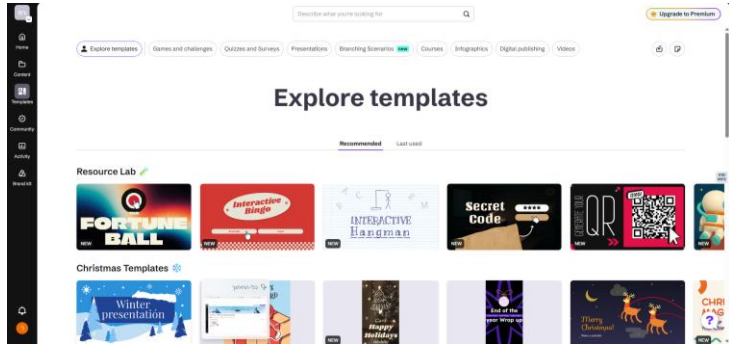 Describe what you're looking for
Upgrade to Premium
Home
Content
Templates
Community
Activity
Brand Kit
Explore templates
Games and challenges
Quizzes and Surveys
Presentations
Branching Scenarios new
Courses
Infographics
Digital publishing
Videos
Explore templates
Recommended
Last used
Resource Lab
FORTUNE
BALL
NEW
Interactive
Bingo
NEW
INTERACTIVE
Hangman
NEW
Secret
Code
****
NEW
QR
NEW
NEW
Christmas Templates
Winter
presentation
Happy
Holidays
End of the
year Wrap up
Merry
Christmas!
CHRI
?